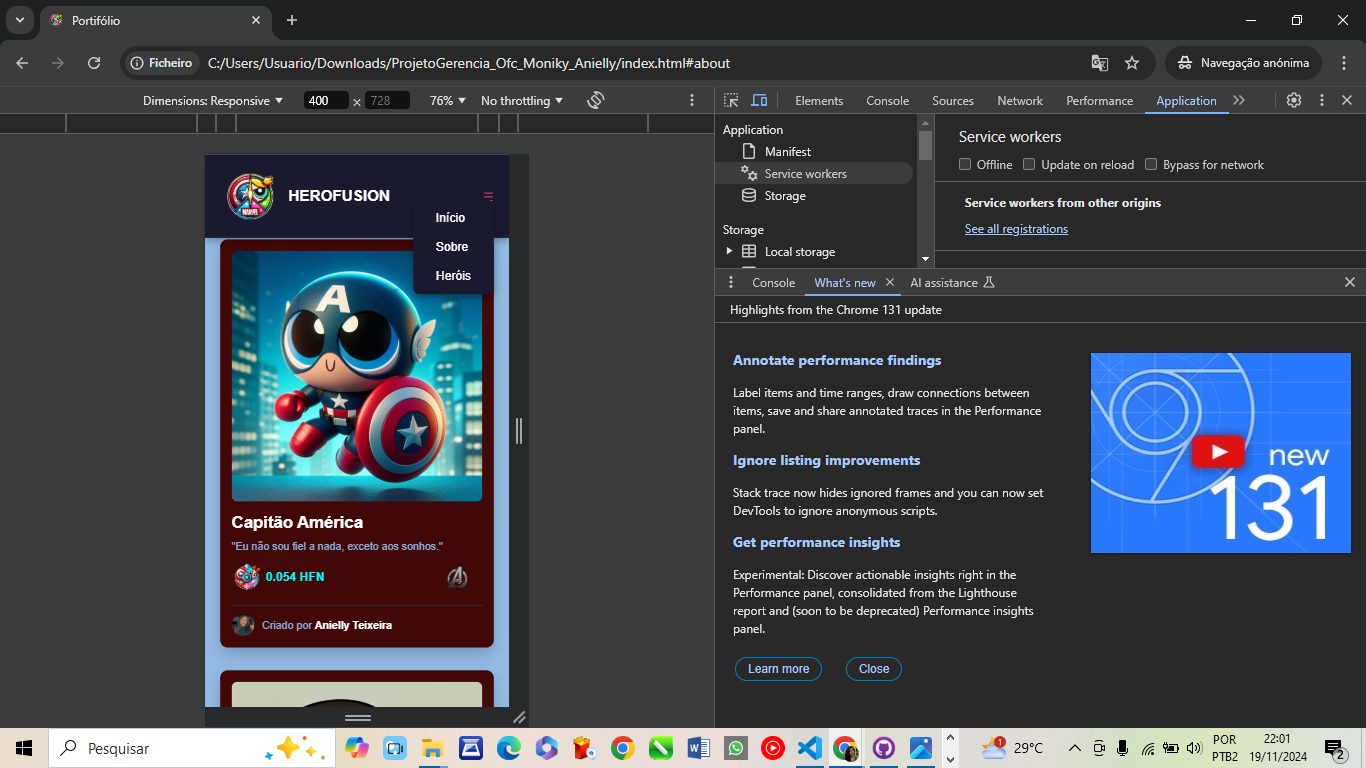 Portifólio
Ficheiro
C:/Users/Usuario/Downloads/ProjetoGerencia_Ofc_Moniky_Anielly/index.html#about
Navegação anónima
Dimensions: Responsive
400
×
728
76%
No throttling
Elements
Console
Sources
Network
Performance
Application
MARVEL
HEROFUSION
Início
Sobre
Heróis
A
Capitão América
"Eu não sou fiel a nada, exceto aos sonhos."
0.054 HFN
Criado por Anielly Teixeira
Application
Manifest
Service workers
Storage
Storage
Local storage
Service workers
Offline
Update on reload
Bypass for network
Service workers from other origins
See all registrations
Console
What's new
AI assistance
Highlights from the Chrome 131 update
Annotate performance findings
Label items and time ranges, draw connections between
items, save and share annotated traces in the Performance
panel.
Ignore listing improvements
Stack trace now hides ignored frames and you can now set
DevTools to ignore anonymous scripts.
Get performance insights
Experimental: Discover actionable insights right in the
Performance panel, consolidated from the Lighthouse
report and (soon to be deprecated) Performance insights
panel.
Learn more
Close
new
131
Pesquisar
1
29°C
POR
PTB2
22:01
19/11/2024
2